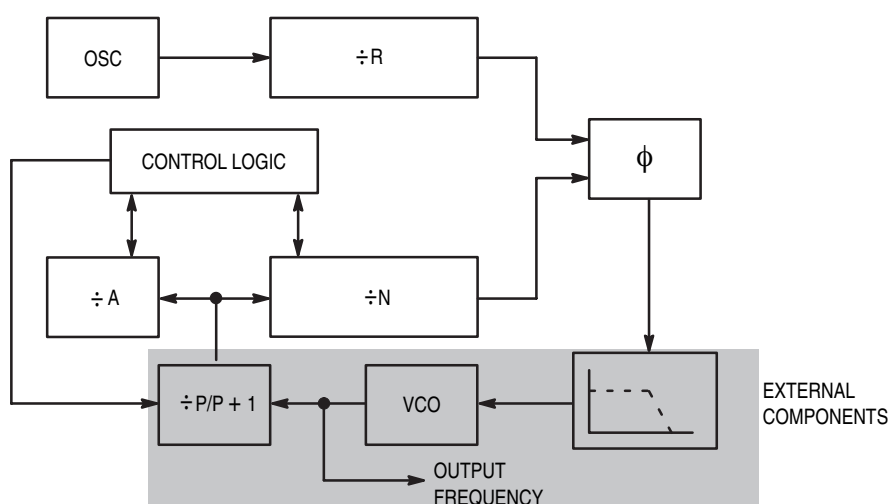 OSC
÷R
CONTROL LOGIC
ϕ
÷A
÷N
÷P/P + 1
VCO
EXTERNAL
COMPONENTS
OUTPUT
FREQUENCY